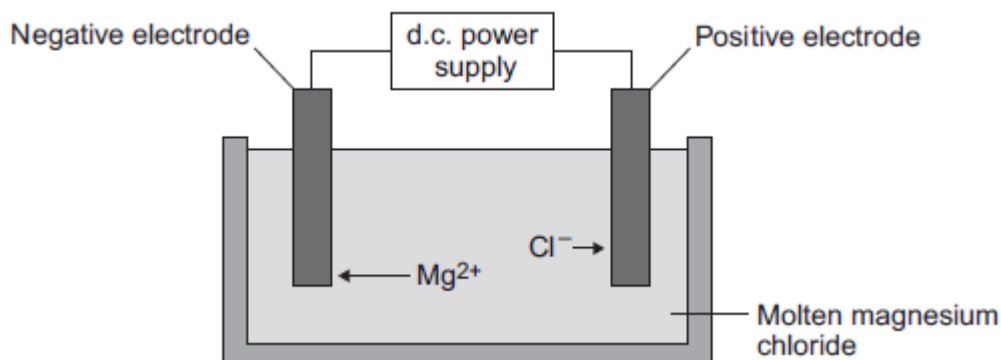 Negative electrode
d.c. power
supply
Positive electrode
Cl⁻
Mg²⁺
Molten magnesium
chloride